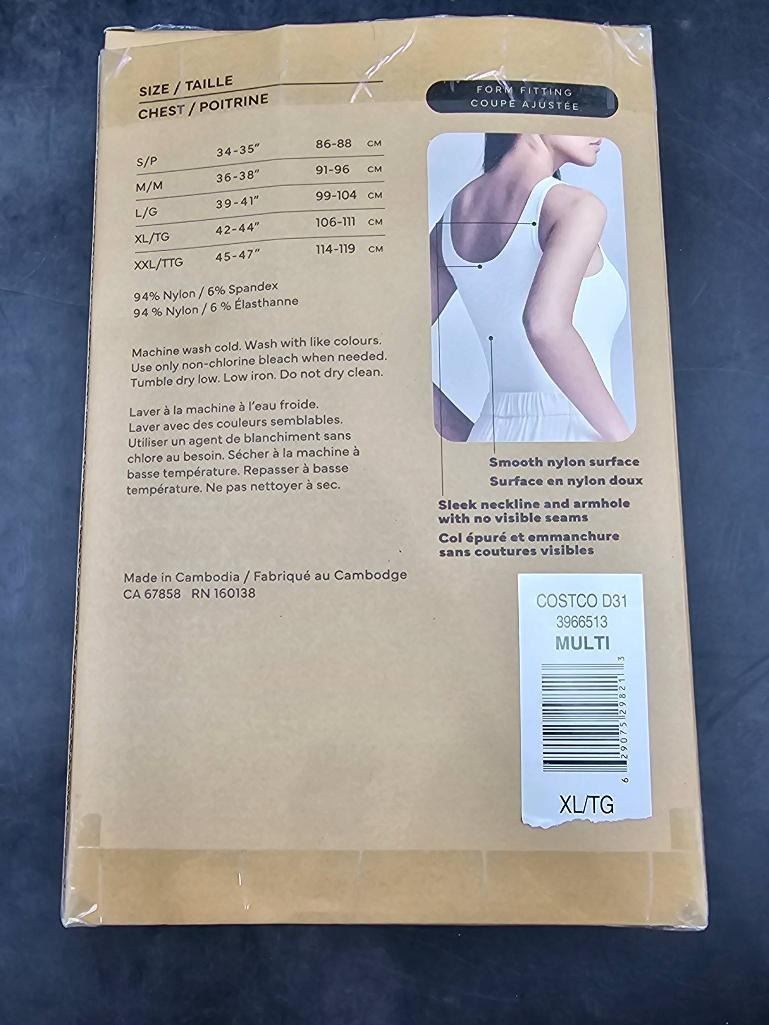 SIZE / TAILLE
CHEST / POITRINE
S/P 34-35" 86-88 CM
M/M 36-38" 91-96 CM
L/G 39-41" 99-104 CM
XL/TG 42-44" 106-111 CM
XXL/TTG 45-47" 114-119 CM
94% Nylon / 6% Spandex
94 % Nylon / 6 % Élasthanne
Machine wash cold. Wash with like colours.
Use only non-chlorine bleach when needed.
Tumble dry low. Low iron. Do not dry clean.
Laver à la machine à l'eau froide.
Laver avec des couleurs semblables.
Utiliser un agent de blanchiment sans
chlore au besoin. Sécher à la machine à
basse température. Repasser à basse
température. Ne pas nettoyer à sec.
Made in Cambodia / Fabriqué au Cambodge
CA 67858 RN 160138
FORM FITTING
COUPE AJUSTÉE
Smooth nylon surface
Surface en nylon doux
Sleek neckline and armhole
with no visible seams
Col épuré et emmanchure
sans coutures visibles
COSTCO D31
3966513
MULTI
6 29075 29821 3
XL/TG